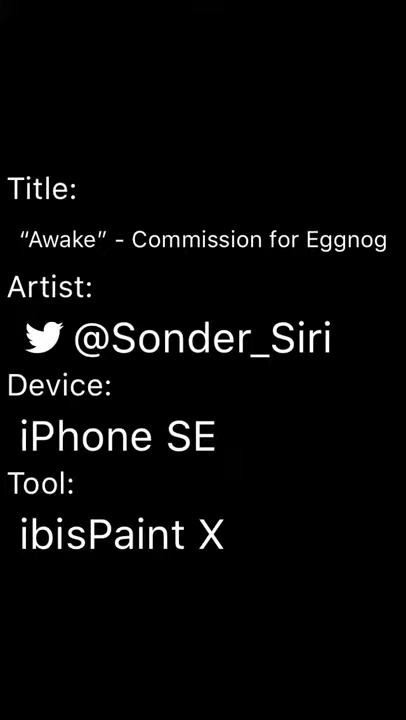 Title:
“Awake” - Commission for Eggnog
Artist:
@Sonder_Siri
Device:
iPhone SE
Tool:
ibisPaint X